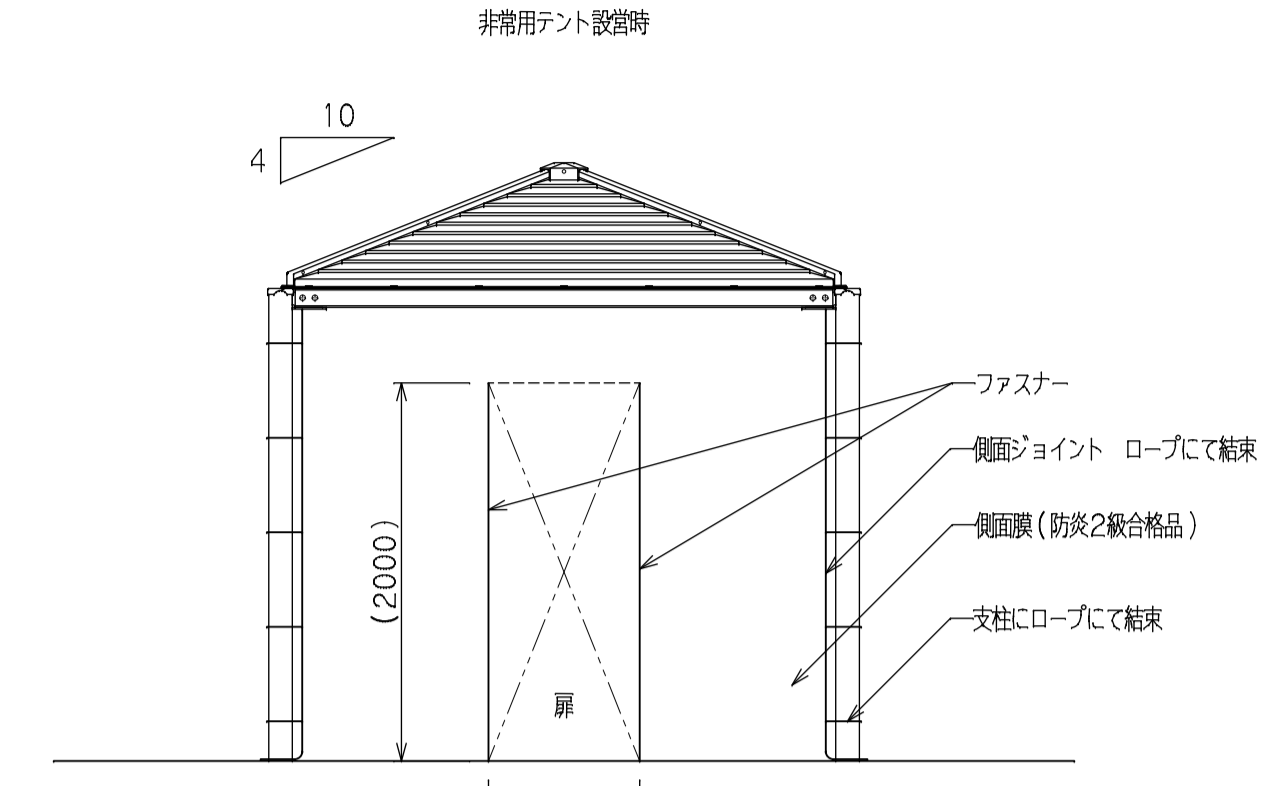 非常用テント設営時
10
4
ファスナー
側面ジョイント　ロープにて結束
側面膜(防炎2級合格品)
(2000)
支柱にロープにて結束
扉